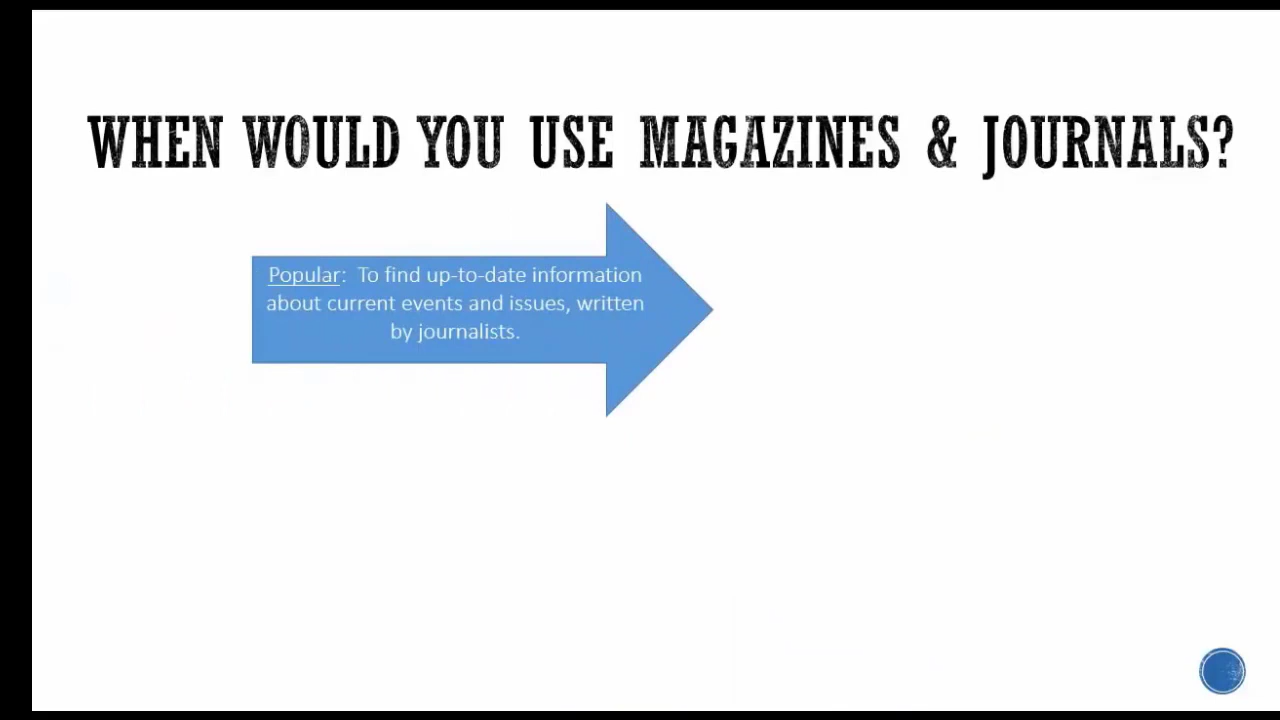 WHEN WOULD YOU USE MAGAZINES & JOURNALS?
Popular: To find up-to-date information
about current events and issues, written
by journalists.